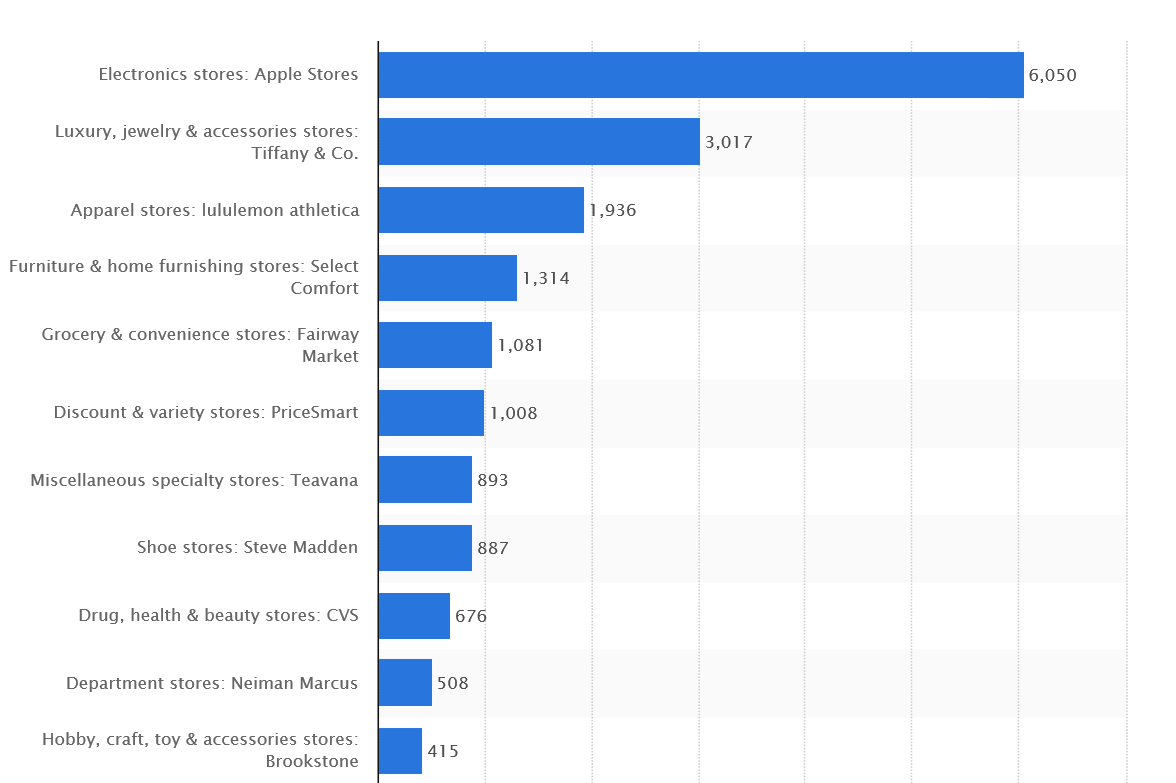 Electronics stores: Apple Stores
6,050
Luxury, jewelry & accessories stores:
Tiffany & Co.
3,017
Apparel stores: lululemon athletica
1,936
Furniture & home furnishing stores: Select
Comfort
1,314
Grocery & convenience stores: Fairway
Market
1,081
Discount & variety stores: PriceSmart
1,008
Miscellaneous specialty stores: Teavana
893
Shoe stores: Steve Madden
887
Drug, health & beauty stores: CVS
676
Department stores: Neiman Marcus
508
Hobby, craft, toy & accessories stores:
Brookstone
415